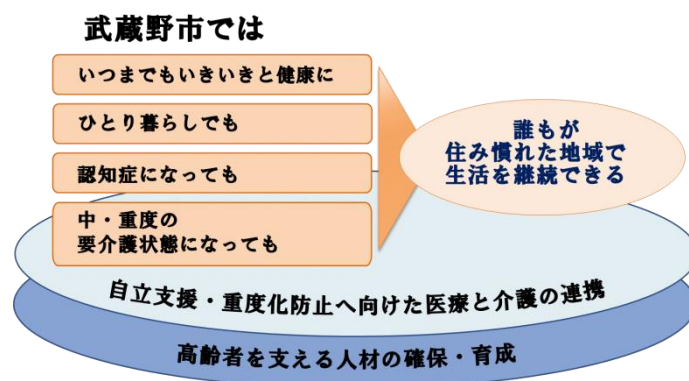 武蔵野市では
いつまでもいきいきと健康に
ひとり暮らしでも
認知症になっても
中・重度の
要介護状態になっても
誰もが
住み慣れた地域で
生活を継続できる
自立支援・重度化防止へ向けた医療と介護の連携
高齢者を支える人材の確保・育成